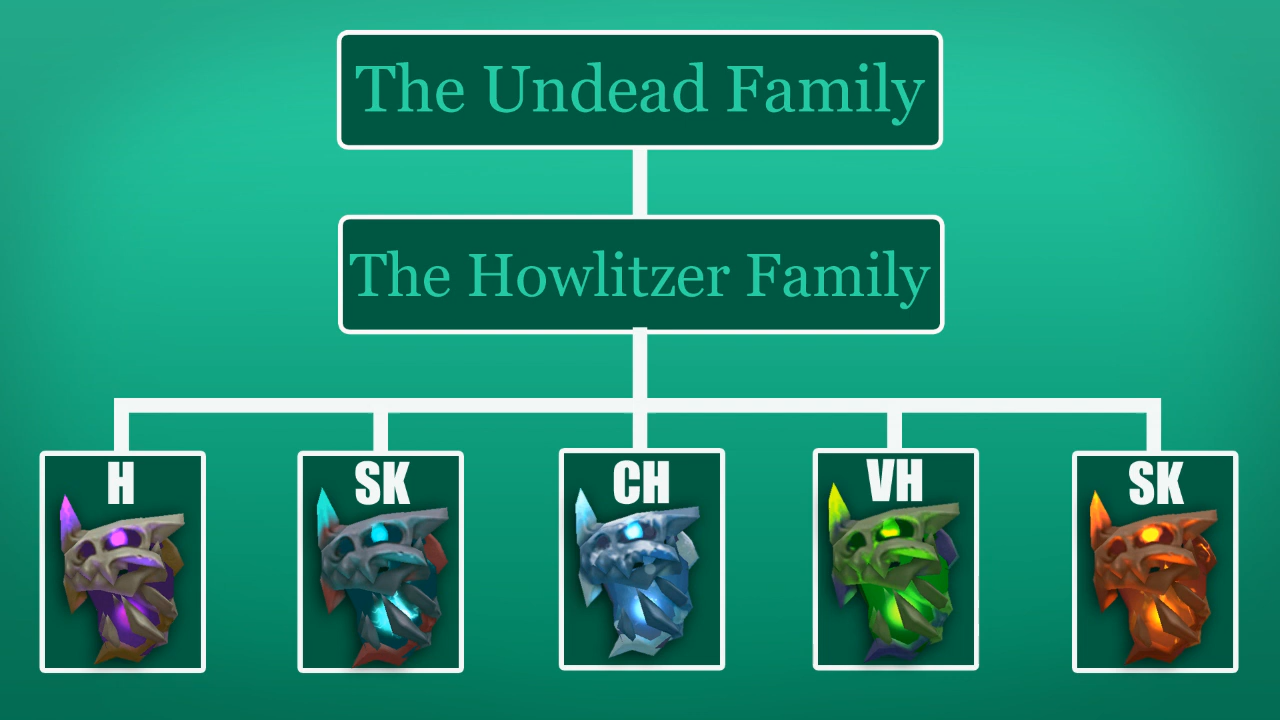 The Undead Family
The Howlitzer Family
H
SK
CH
VH
SK